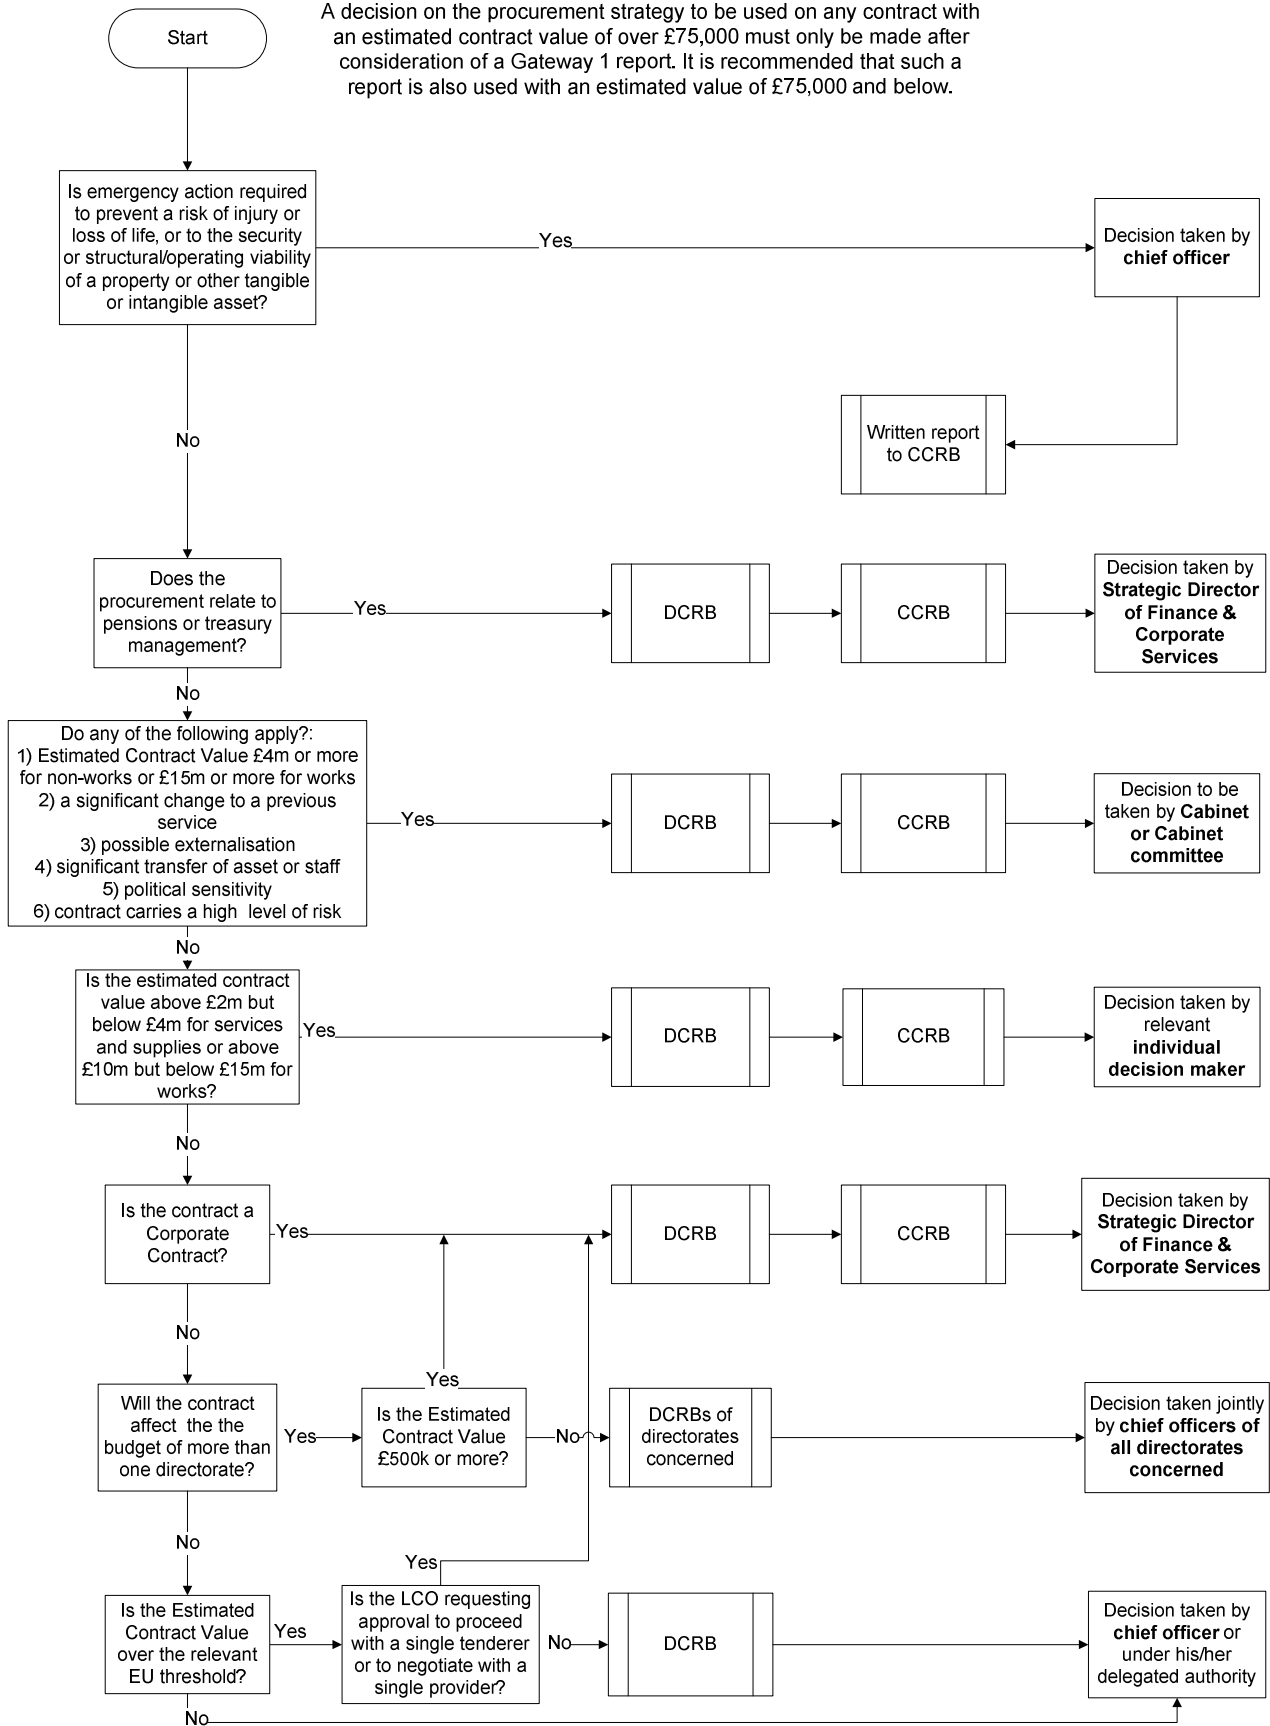 Start
A decision on the procurement strategy to be used on any contract with
an estimated contract value of over £75,000 must only be made after
consideration of a Gateway 1 report. It is recommended that such a
report is also used with an estimated value of £75,000 and below.
Is emergency action required
to prevent a risk of injury or
loss of life, or to the security
or structural/operating viability
of a property or other tangible
or intangible asset?
Yes
Decision taken by
chief officer
No
Written report
to CCRB
Does the
procurement relate to
pensions or treasury
management?
Yes
DCRB
CCRB
Decision taken by
Strategic Director
of Finance &
Corporate
Services
No
Do any of the following apply?:
1) Estimated Contract Value £4m or more
for non-works or £15m or more for works
2) a significant change to a previous
service
3) possible externalisation
4) significant transfer of asset or staff
5) political sensitivity
6) contract carries a high level of risk
Yes
DCRB
CCRB
Decision to be
taken by Cabinet
or Cabinet
committee
No
Is the estimated contract
value above £2m but
below £4m for services
and supplies or above
£10m but below £15m for
works?
Yes
DCRB
CCRB
Decision taken by
relevant
individual
decision maker
No
Is the contract a
Corporate
Contract?
Yes
DCRB
CCRB
Decision taken by
Strategic Director
of Finance &
Corporate Services
No
Will the contract
affect the the
budget of more than
one directorate?
Yes
Yes
Is the Estimated
Contract Value
£500k or more?
No
DCRBs of
directorates
concerned
Decision taken jointly
by chief officers of
all directorates
concerned
No
Is the Estimated
Contract Value
over the relevant
EU threshold?
Yes
Yes
Is the LCO requesting
approval to proceed
with a single tenderer
or to negotiate with a
single provider?
No
DCRB
Decision taken by
chief officer or
under his/her
delegated authority
No